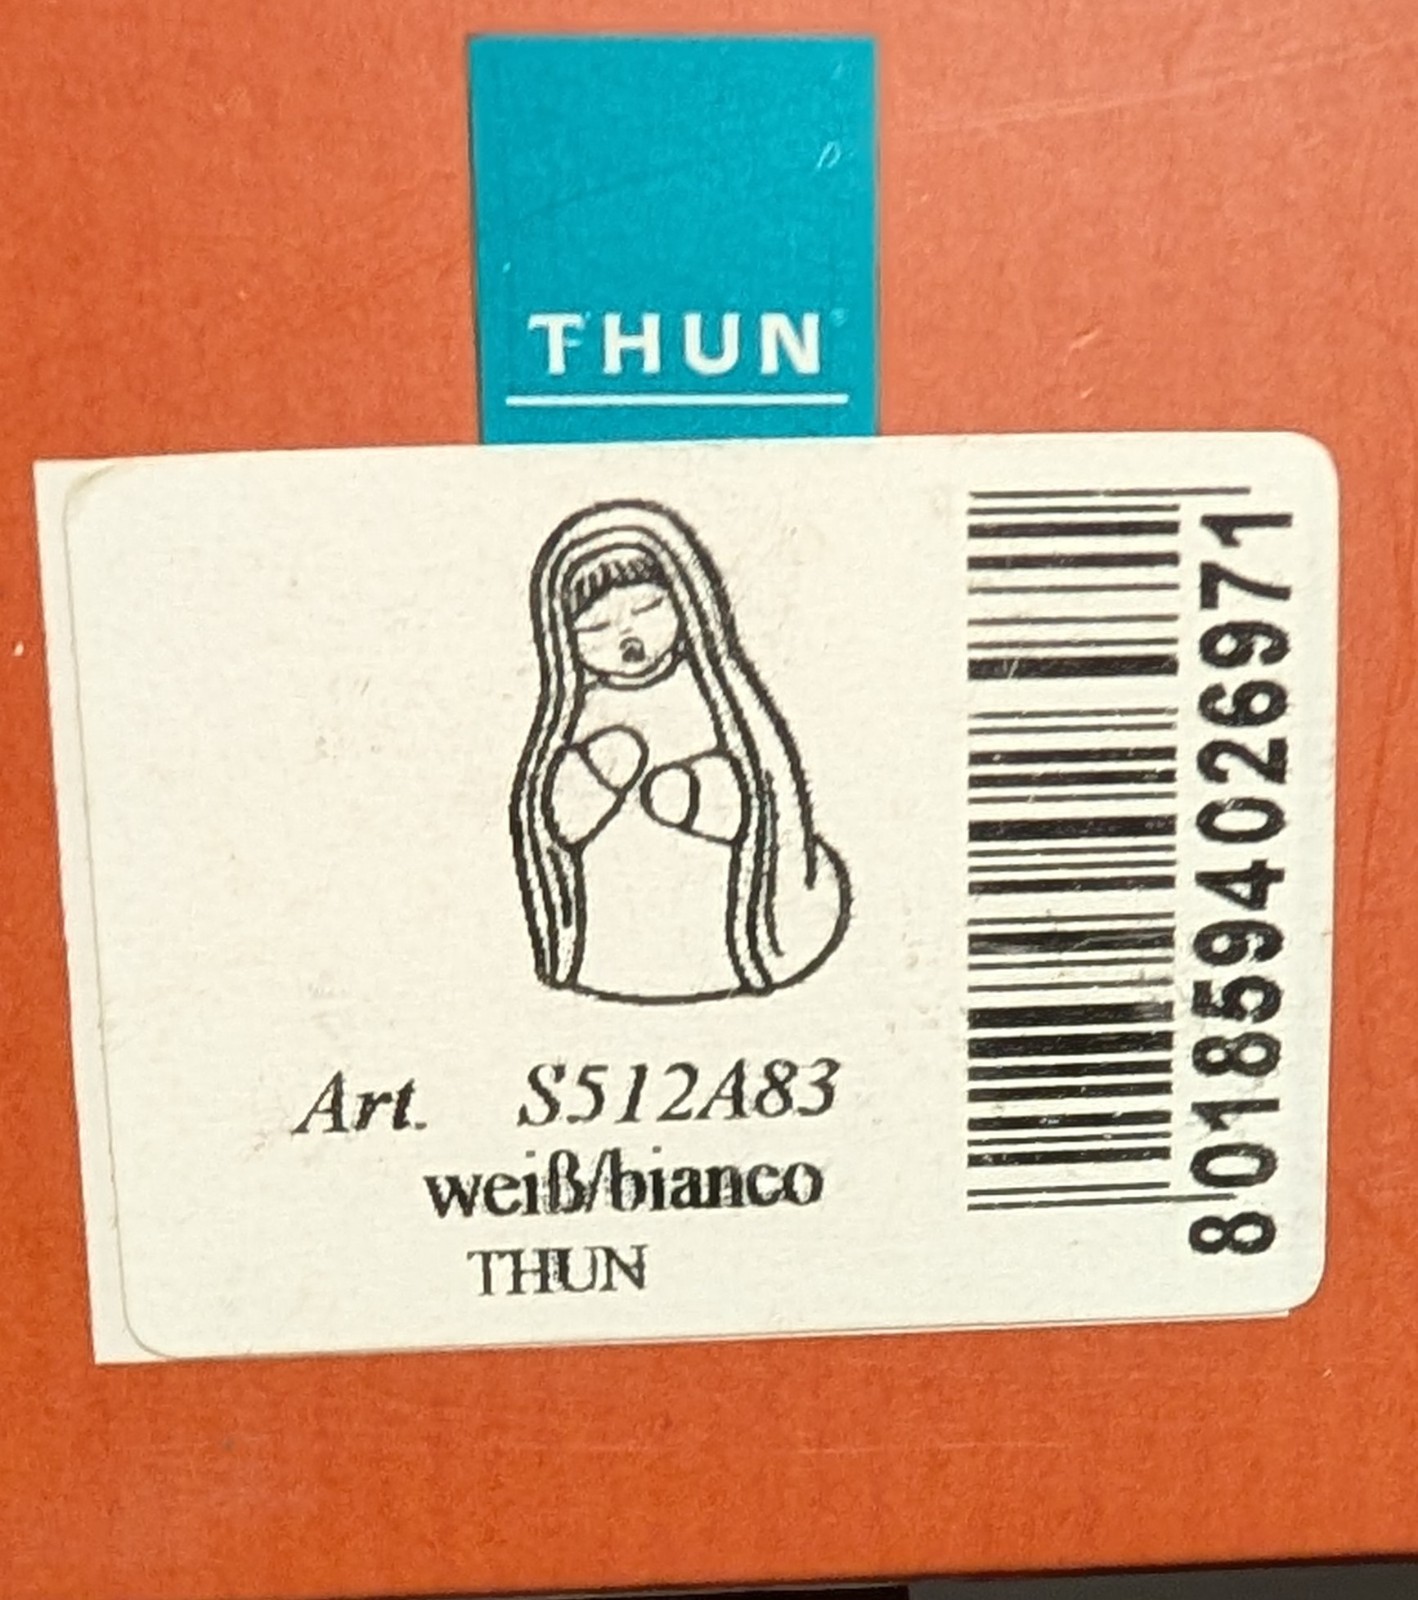 THUN
Art. S512A83
weiß/bianco
THUN
8018594026971